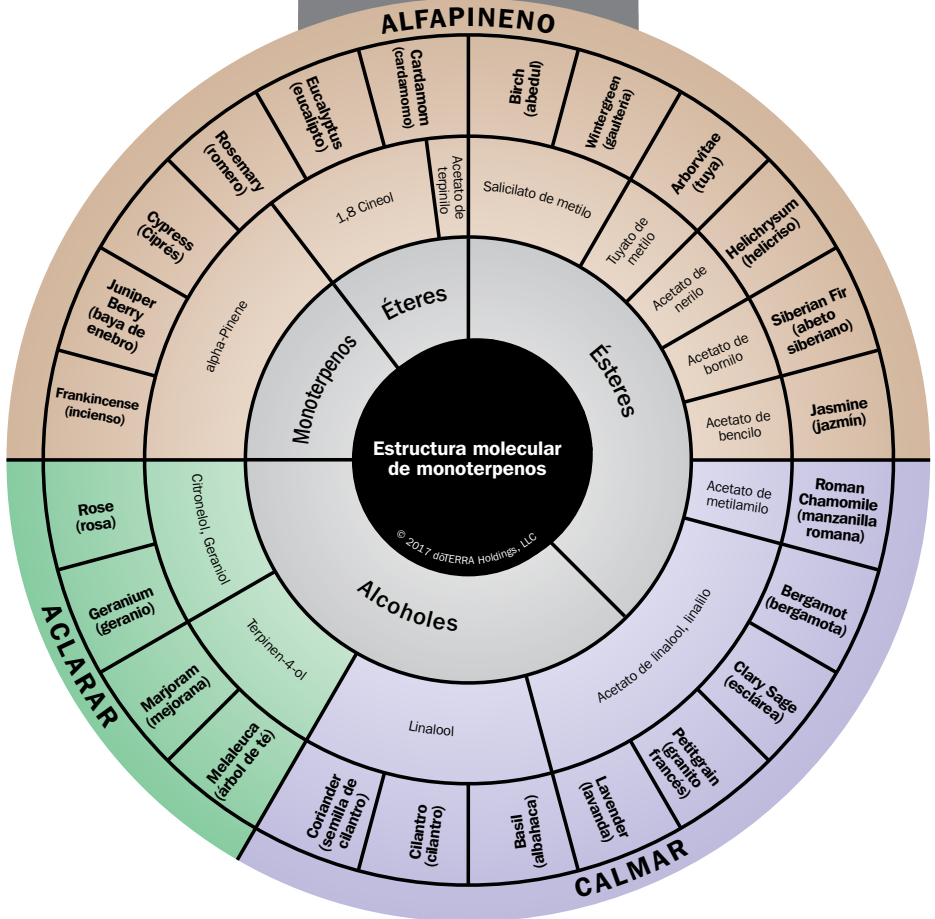 ALFAPINENO
Cardamom
(cardamomo)
Birch
(abedul)
Wintergreen
(gaulteria)
Arborvitae
(tuya)
Helichrysum
(helicriso)
Siberian Fir
(abeto
siberiano)
Jasmine
(jazmín)
Roman
Chamomile
(manzanilla
romana)
Bergamot
(bergamota)
Clary Sage
(esclárea)
Petitgrain
(granito
francés)
Lavender
(lavanda)
Basil
(albahaca)
Cilantro
(cilantro)
Coriander
(semilla de
cilantro)
Melaleuca
(árbol de té)
Marjoram
(mejorana)
Geranium
(geranio)
Rose
(rosa)
Frankincense
(incienso)
Juniper
Berry
(baya de
enebro)
Cypress
(Ciprés)
Rosemary
(romero)
Eucalyptus
(eucalipto)
1,8 Cineol
Acetato de
terpinilo
Salicilato de metilo
Tuyato de
metilo
Acetato de
nerilo
Acetato de
bornilo
Acetato de
bencilo
Acetato de
metilamilo
Acetato de linalool, linalilo
Linalool
Terpinen-4-ol
Citronelol, Geraniol
alpha-Pinene
Monoterpenos
Éteres
Ésteres
Alcoholes
Estructura molecular
de monoterpenos
© 2017 dōTERRA Holdings, LLC
ACLARAR
CALMAR